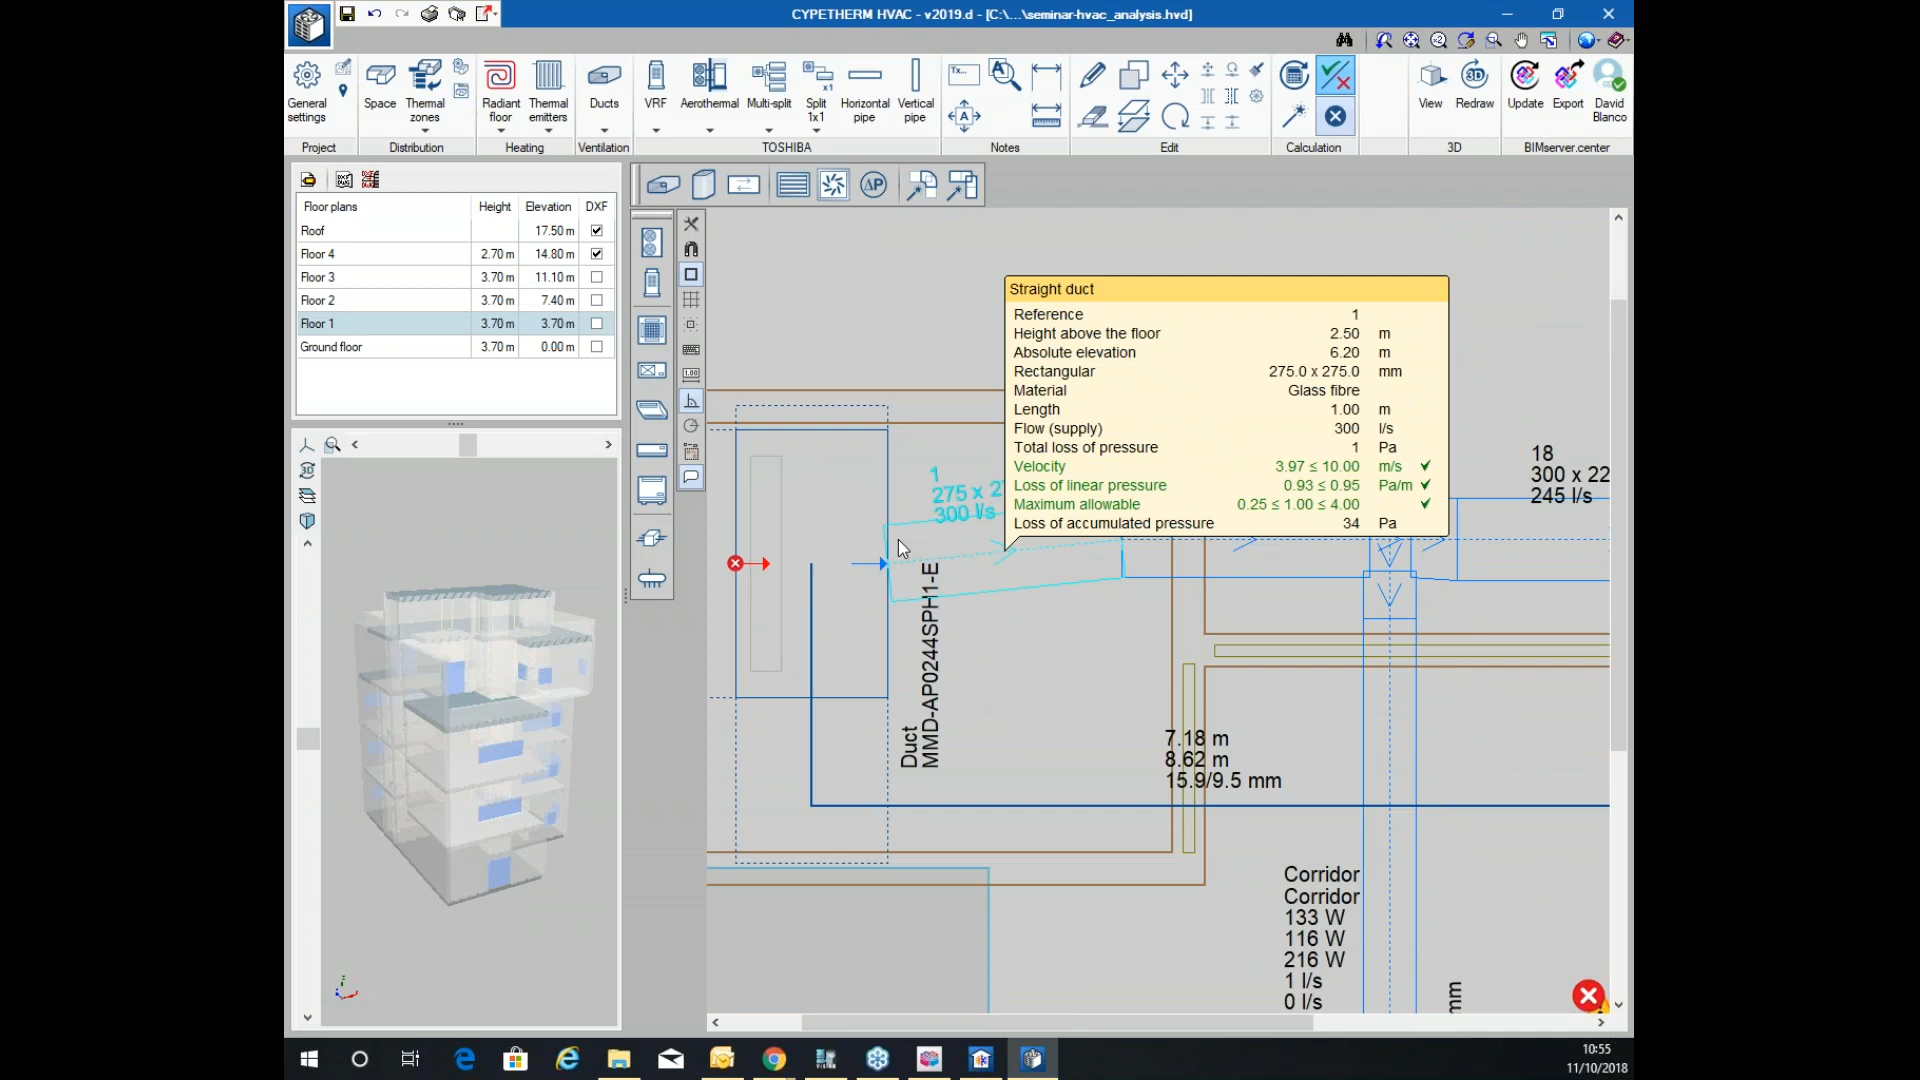 CYPETHERM HVAC - v2019.d - [C:\...\seminar-hvac_analysis.hvd]
General settings
Space
Thermal zones
Radiant floor
Thermal emitters
Ducts
VRF
Aerothermal
Multi-split
Split 1x1
Horizontal pipe
Vertical pipe
View
Redraw
Update
Export
David Blanco
Project
Distribution
Heating
Ventilation
TOSHIBA
Notes
Edit
Calculation
3D
BIMserver.center
Floor plans Height Elevation DXF
Roof 17.50 m
Floor 4 2.70 m 14.80 m
Floor 3 3.70 m 11.10 m
Floor 2 3.70 m 7.40 m
Floor 1 3.70 m 3.70 m
Ground floor 3.70 m 0.00 m
ΔP
Straight duct
Reference 1
Height above the floor 2.50 m
Absolute elevation 6.20 m
Rectangular 275.0 x 275.0 mm
Material Glass fibre
Length 1.00 m
Flow (supply) 300 l/s
Total loss of pressure 1 Pa
Velocity 3.97 ≤ 10.00 m/s ✓
Loss of linear pressure 0.93 ≤ 0.95 Pa/m ✓
Maximum allowable 0.25 ≤ 1.00 ≤ 4.00 ✓
Loss of accumulated pressure 34 Pa
1
275 x 2
300 l/s
18
300 x 22
245 l/s
Duct
MMD-AP0244SPH1-E
7.18 m
8.62 m
15.9/9.5 mm
Corridor
Corridor
133 W
116 W
216 W
1 l/s
0 l/s
mm
10:55
11/10/2018